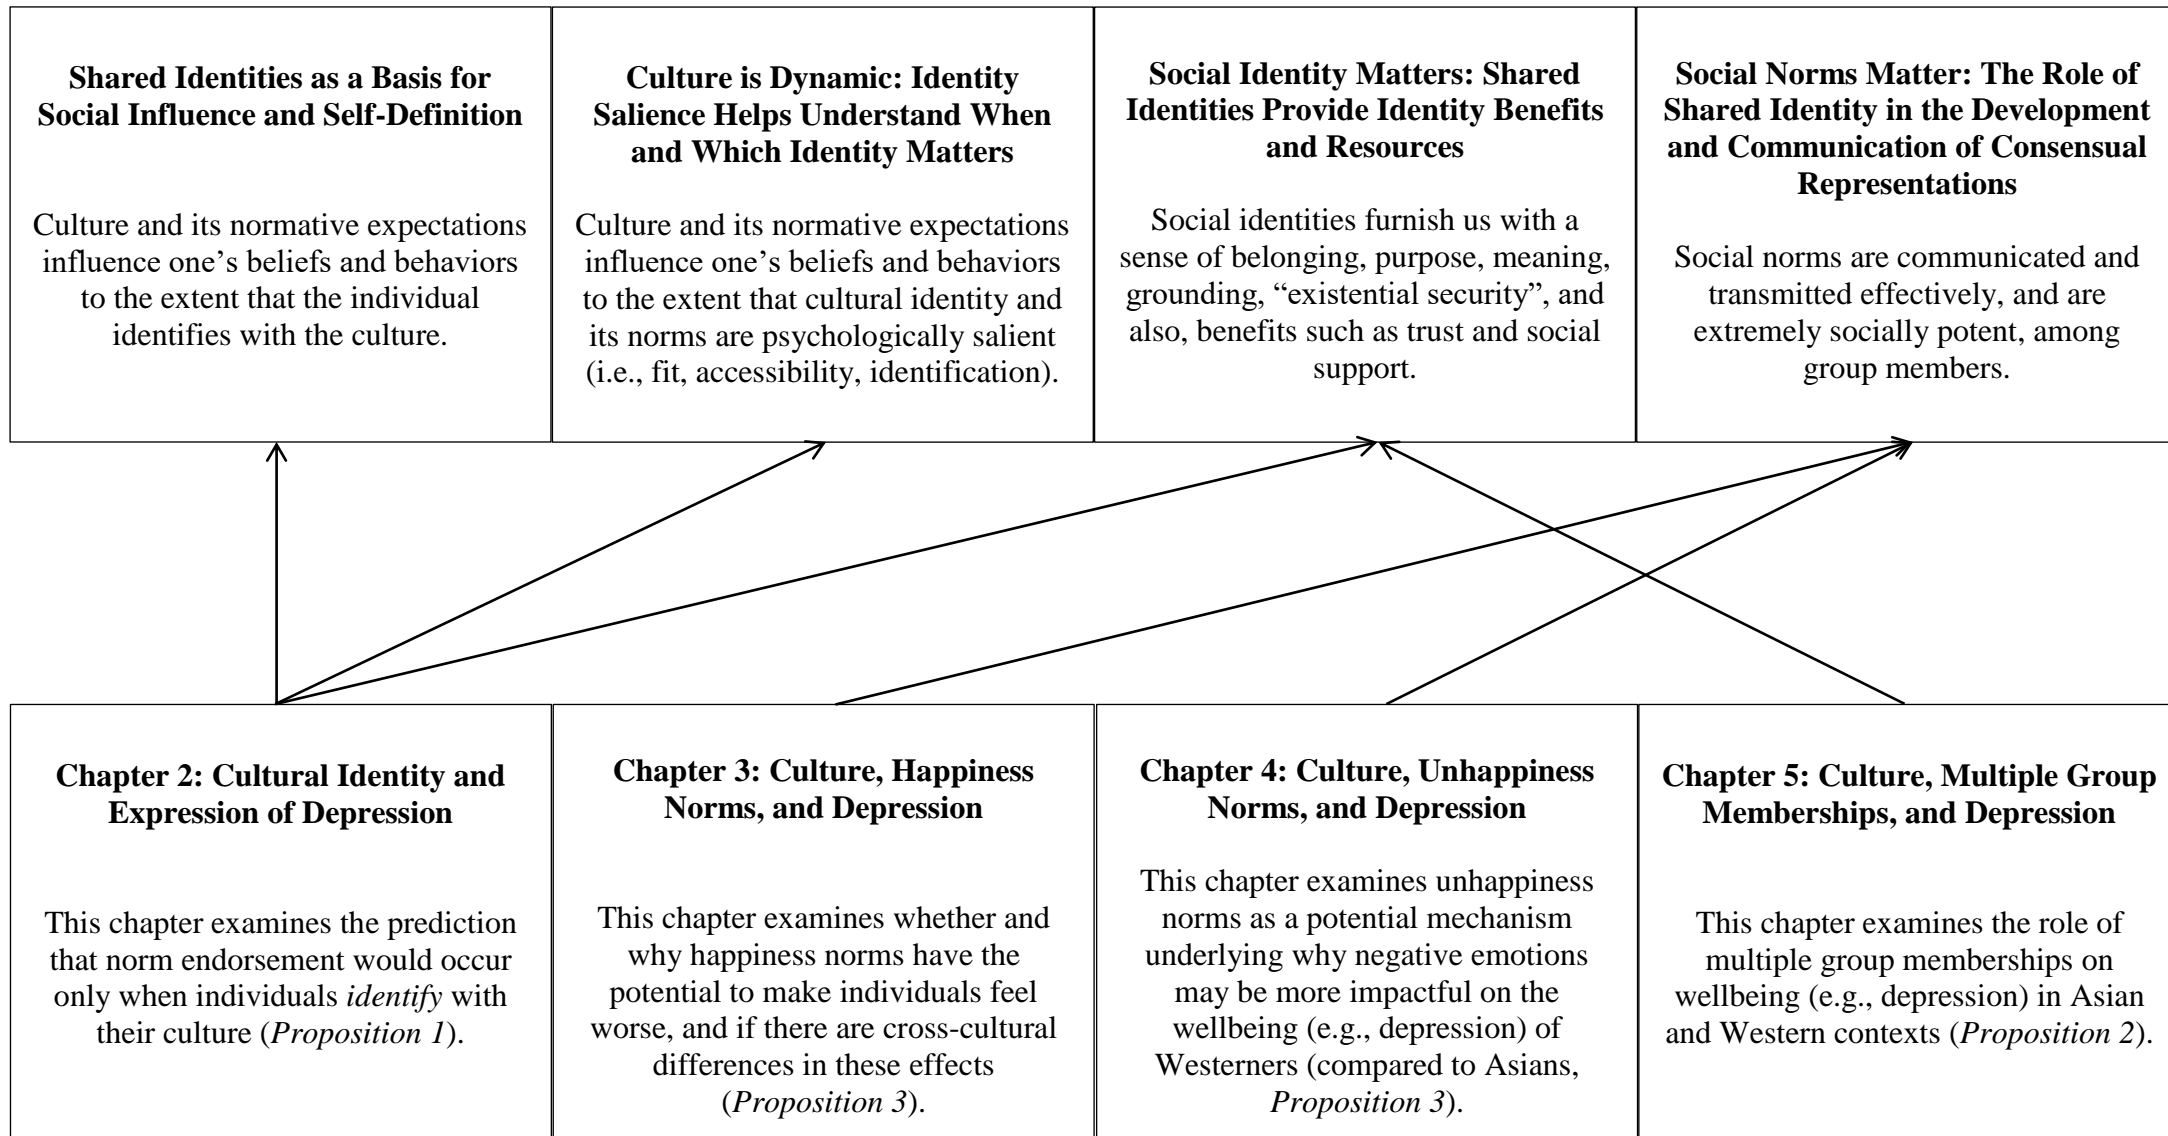 Shared Identities as a Basis for
Social Influence and Self-Definition
Culture and its normative expectations
influence one’s beliefs and behaviors
to the extent that the individual
identifies with the culture.
Culture is Dynamic: Identity
Salience Helps Understand When
and Which Identity Matters
Culture and its normative expectations
influence one’s beliefs and behaviors
to the extent that cultural identity and
its norms are psychologically salient
(i.e., fit, accessibility, identification).
Social Identity Matters: Shared
Identities Provide Identity Benefits
and Resources
Social identities furnish us with a
sense of belonging, purpose, meaning,
grounding, “existential security”, and
also, benefits such as trust and social
support.
Social Norms Matter: The Role of
Shared Identity in the Development
and Communication of Consensual
Representations
Social norms are communicated and
transmitted effectively, and are
extremely socially potent, among
group members.
Chapter 2: Cultural Identity and
Expression of Depression
This chapter examines the prediction
that norm endorsement would occur
only when individuals identify with
their culture (Proposition 1).
Chapter 3: Culture, Happiness
Norms, and Depression
This chapter examines whether and
why happiness norms have the
potential to make individuals feel
worse, and if there are cross-cultural
differences in these effects
(Proposition 3).
Chapter 4: Culture, Unhappiness
Norms, and Depression
This chapter examines unhappiness
norms as a potential mechanism
underlying why negative emotions
may be more impactful on the
wellbeing (e.g., depression) of
Westerners (compared to Asians,
Proposition 3).
Chapter 5: Culture, Multiple Group
Memberships, and Depression
This chapter examines the role of
multiple group memberships on
wellbeing (e.g., depression) in Asian
and Western contexts (Proposition 2).